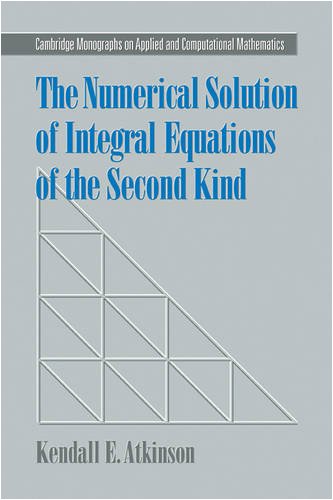 Cambridge Monographs on Applied and Computational Mathematics
The Numerical Solution
of Integral Equations
of the Second Kind
Kendall E. Atkinson